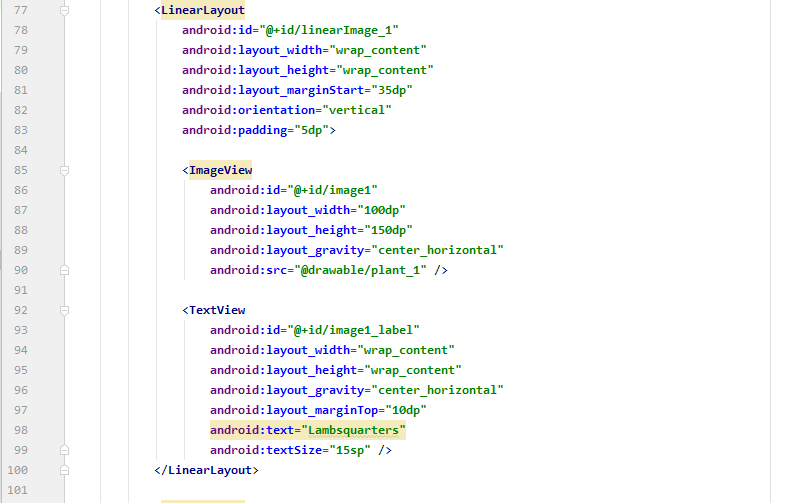 77 <LinearLayout
78 android:id="@+id/linearImage_1"
79 android:layout_width="wrap_content"
80 android:layout_height="wrap_content"
81 android:layout_marginStart="35dp"
82 android:orientation="vertical"
83 android:padding="5dp">
84
85 <ImageView
86 android:id="@+id/image1"
87 android:layout_width="100dp"
88 android:layout_height="150dp"
89 android:layout_gravity="center_horizontal"
90 android:src="@drawable/plant_1" />
91
92 <TextView
93 android:id="@+id/image1_label"
94 android:layout_width="wrap_content"
95 android:layout_height="wrap_content"
96 android:layout_gravity="center_horizontal"
97 android:layout_marginTop="10dp"
98 android:text="Lambsquarters"
99 android:textSize="15sp" />
100 </LinearLayout>
101